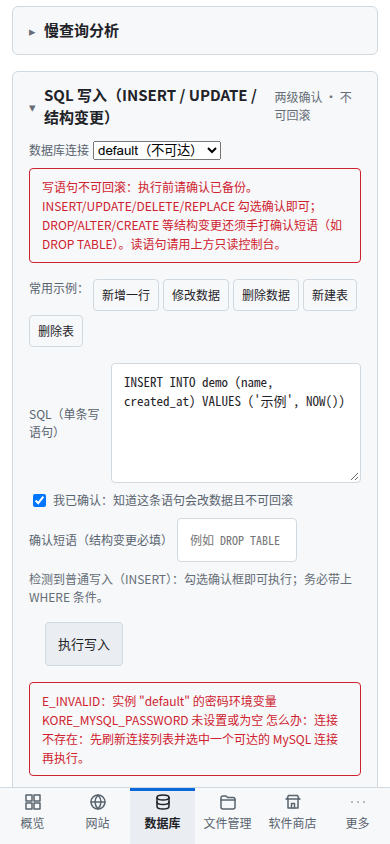 慢查询分析
SQL 写入（INSERT / UPDATE /
结构变更）
两级确认 · 不
可回滚
数据库连接 default（不可达）
写语句不可回滚：执行前请确认已备份。
INSERT/UPDATE/DELETE/REPLACE 勾选确认即可；
DROP/ALTER/CREATE 等结构变更还须手打确认短语（如
DROP TABLE）。读语句请用上方只读控制台。
常用示例： 新增一行 修改数据 删除数据 新建表
删除表
SQL（单条写
语句）
INSERT INTO demo (name,
created_at) VALUES ('示例', NOW())
我已确认：知道这条语句会改数据且不可回滚
确认短语（结构变更必填） 例如 DROP TABLE
检测到普通写入（INSERT）：勾选确认框即可执行；务必带上
WHERE 条件。
执行写入
E_INVALID：实例 "default" 的密码环境变量
KORE_MYSQL_PASSWORD 未设置或为空 怎么办：连接
不存在：先刷新连接列表并选中一个可达的 MySQL 连接
再执行。
概览 网站 数据库 文件管理 软件商店 更多